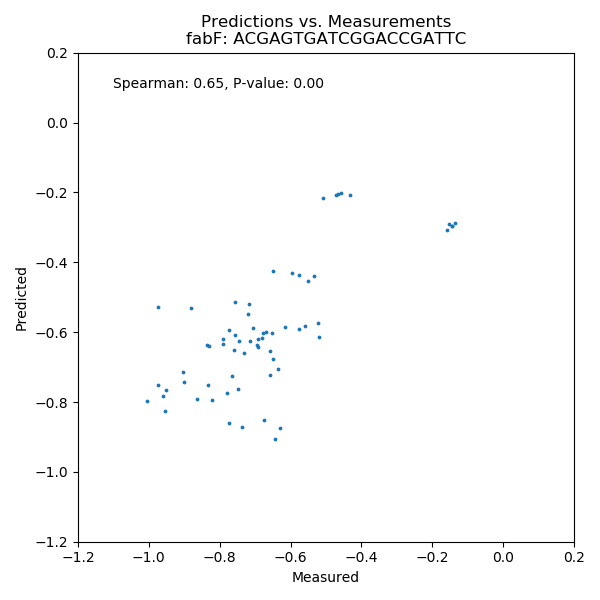 Predictions vs. Measurements
fabF: ACGAGTGATCGGACCGATTC
Spearman: 0.65, P-value: 0.00
0.2
0.0
−0.2
−0.4
−0.6
−0.8
−1.0
−1.2
Predicted
−1.2 −1.0 −0.8 −0.6 −0.4 −0.2 0.0 0.2
Measured